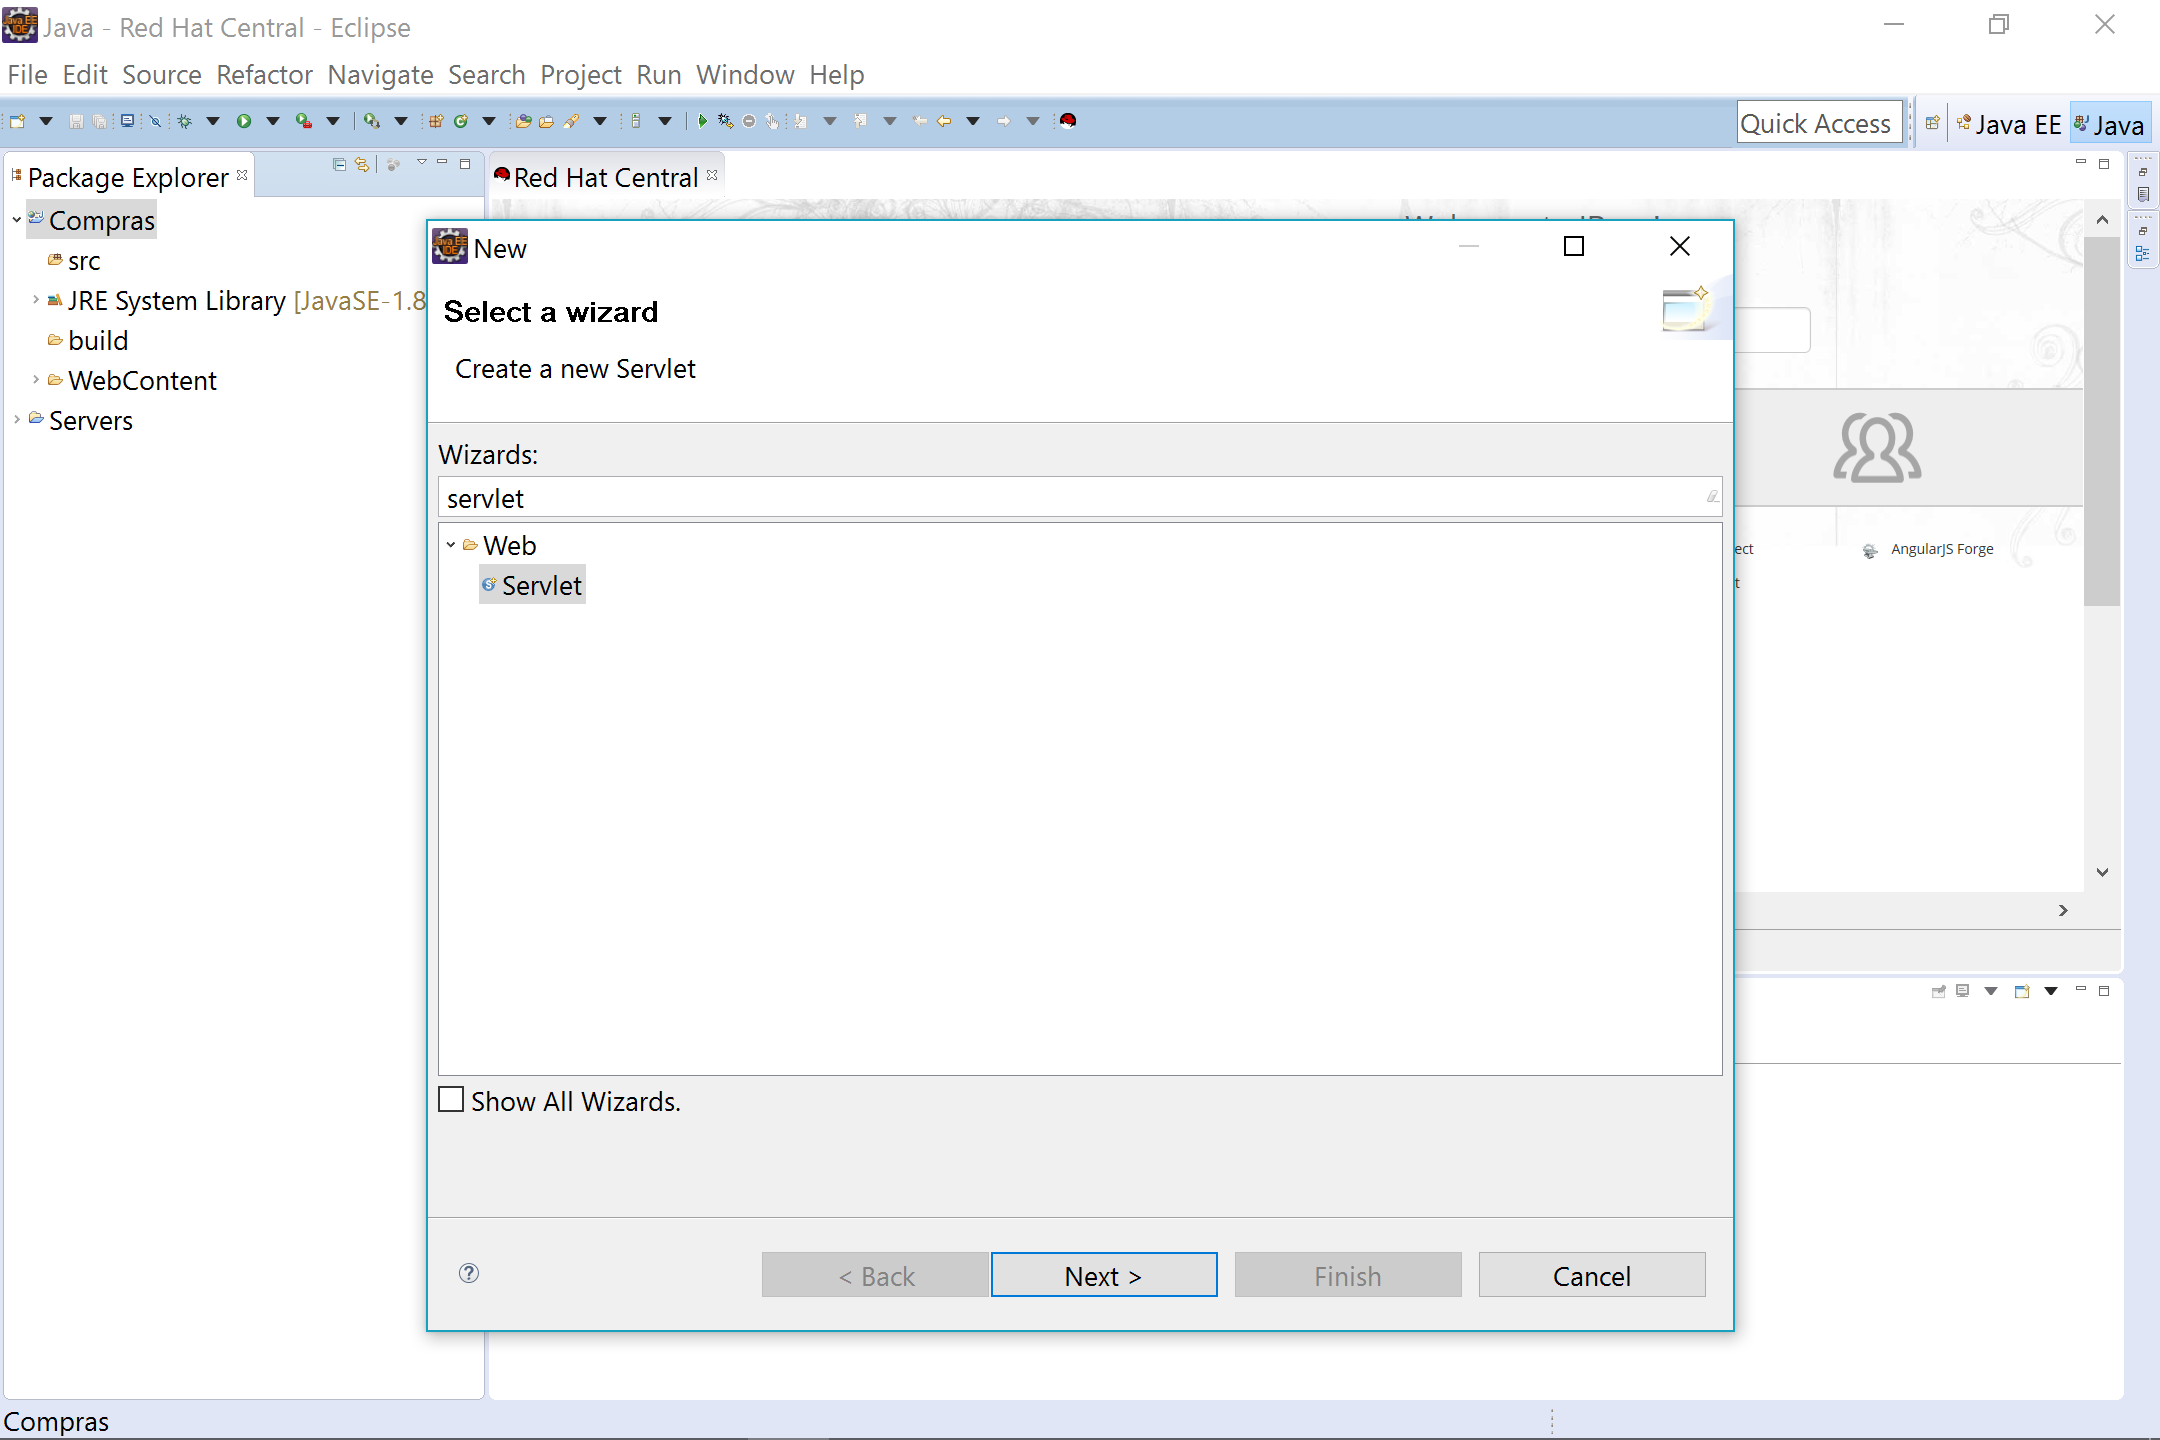 Java - Red Hat Central - Eclipse
File Edit Source Refactor Navigate Search Project Run Window Help
Quick Access
Java EE
Java
Package Explorer
Red Hat Central
Compras
src
JRE System Library [JavaSE-1.8
build
WebContent
Servers
New
Select a wizard
Create a new Servlet
Wizards:
servlet
Web
Servlet
ect
AngularJS Forge
t
Show All Wizards.
< Back
Next >
Finish
Cancel
Compras